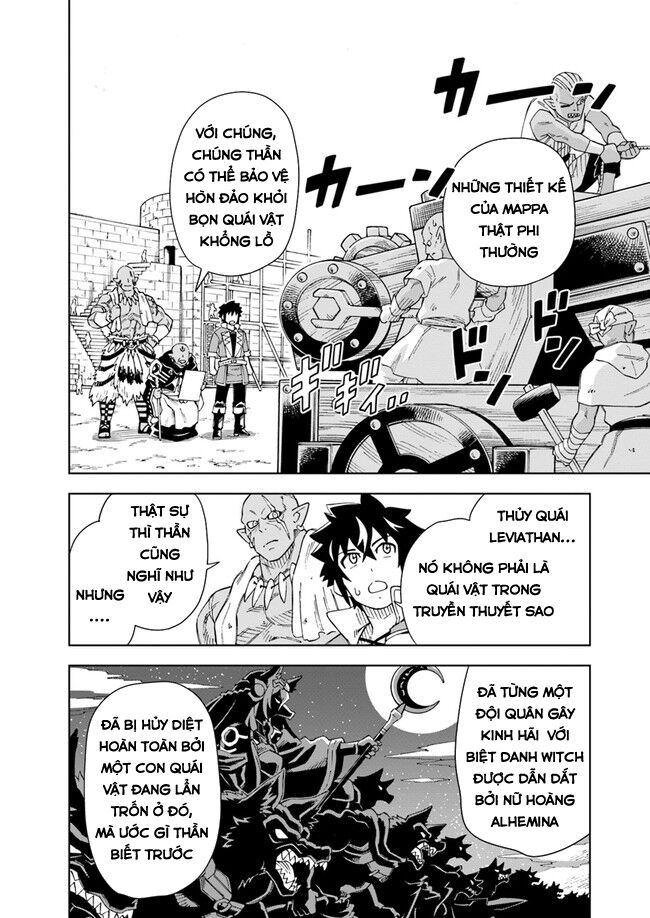 カーン
NHỮNG THIẾT KẾ
CỦA MAPPA
THẬT PHI
THƯỜNG
カーン
VỚI CHÚNG,
CHÚNG THẦN
CÓ THỂ BẢO VỆ
HÒN ĐẢO KHỎI
BỌN QUÁI VẬT
KHỔNG LỒ
ドン
ギギィ...
THỦY QUÁI
LEVIATHAN...
NÓ KHÔNG PHẢI LÀ
QUÁI VẬT TRONG
TRUYỀN THUYẾT SAO
THẬT SỰ
THÌ THẦN
CŨNG
NGHĨ NHƯ
VẬY
NHƯNG
....
ĐÃ TỪNG MỘT
ĐỘI QUÂN GÂY
KINH HÃI VỚI
BIỆT DANH WITCH
ĐƯỢC DẪN DẮT
BỞI NỮ HOÀNG
ALHEMINA
ĐÃ BỊ HỦY DIỆT
HOÀN TOÀN BỞI
MỘT CON QUÁI
VẬT ĐANG LẨN
TRỐN Ở ĐÓ,
MÀ ƯỚC GÌ THẦN
BIẾT TRƯỚC